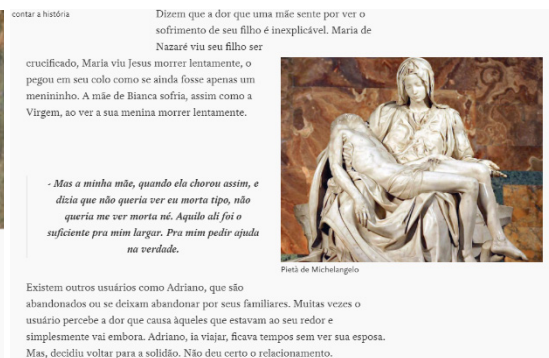 contar a história
Dizem que a dor que uma mãe sente por ver o
sofrimento de seu filho é inexplicável. Maria de
Nazaré viu seu filho ser
crucificado, Maria viu Jesus morrer lentamente, o
pegou em seu colo como se ainda fosse apenas um
menininho. A mãe de Bianca sofria, assim como a
Virgem, ao ver a sua menina morrer lentamente.
- Mas a minha mãe, quando ela chorou assim, e
dizia que não queria ver eu morta tipo, não
queria me ver morta né. Aquilo ali foi o
suficiente pra mim largar. Pra mim pedir ajuda
na verdade.
Pietà de Michelangelo
Existem outros usuários como Adriano, que são
abandonados ou se deixam abandonar por seus familiares. Muitas vezes o
usuário percebe a dor que causa àqueles que estavam ao seu redor e
simplesmente vai embora. Adriano, ia viajar, ficava tempos sem ver sua esposa.
Mas, decidiu voltar para a solidão. Não deu certo o relacionamento.